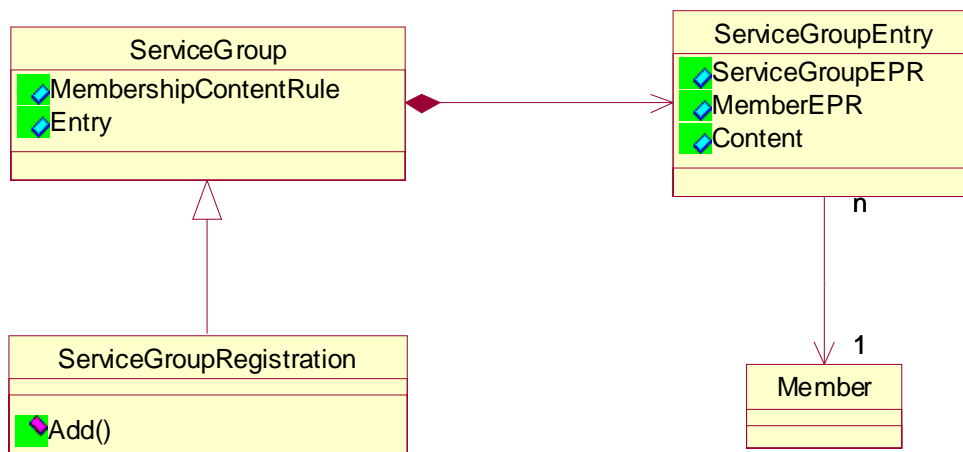 ServiceGroup
MembershipContentRule
Entry
ServiceGroupEntry
ServiceGroupEPR
MemberEPR
Content
n
1
ServiceGroupRegistration
Add()
Member